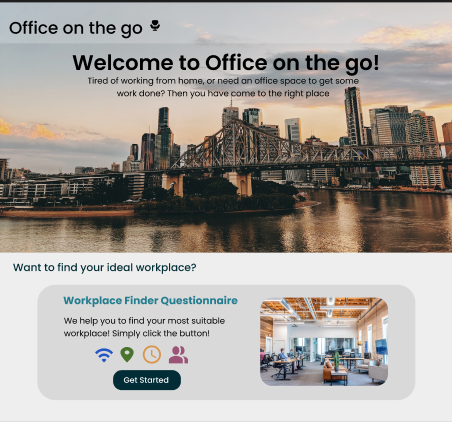 Office on the go
Welcome to Office on the go!
Tired of working from home, or need an office space to get some
work done? Then you have come to the right place
Want to find your ideal workplace?
Workplace Finder Questionnaire
We help you to find your most suitable
workplace! Simply click the button!
Get Started